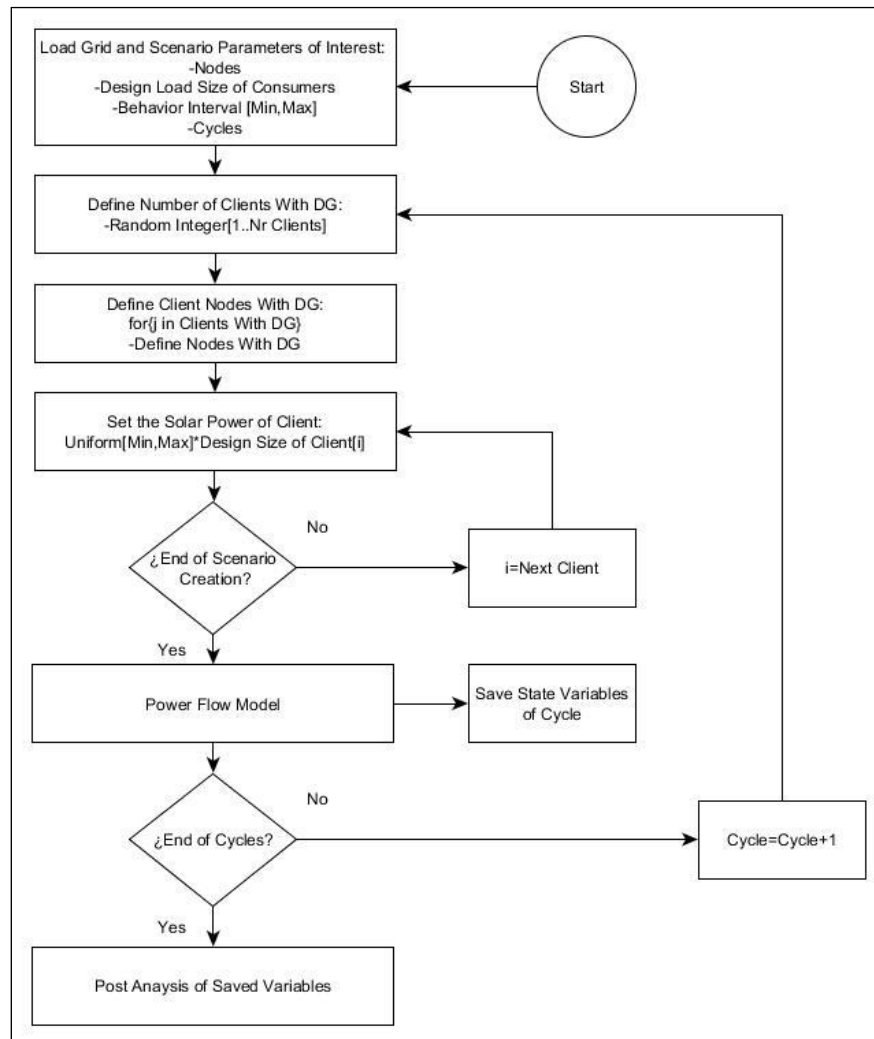 Load Grid and Scenario Parameters of Interest:
-Nodes
-Design Load Size of Consumers
-Behavior Interval [Min,Max]
-Cycles
Start
Define Number of Clients With DG:
-Random Integer[1..Nr Clients]
Define Client Nodes With DG:
for{j in Clients With DG}
-Define Nodes With DG
Set the Solar Power of Client:
Uniform[Min,Max]*Design Size of Client[i]
No
¿End of Scenario
Creation?
i=Next Client
Yes
Power Flow Model
Save State Variables
of Cycle
No
¿End of Cycles?
Cycle=Cycle+1
Yes
Post Anaysis of Saved Variables